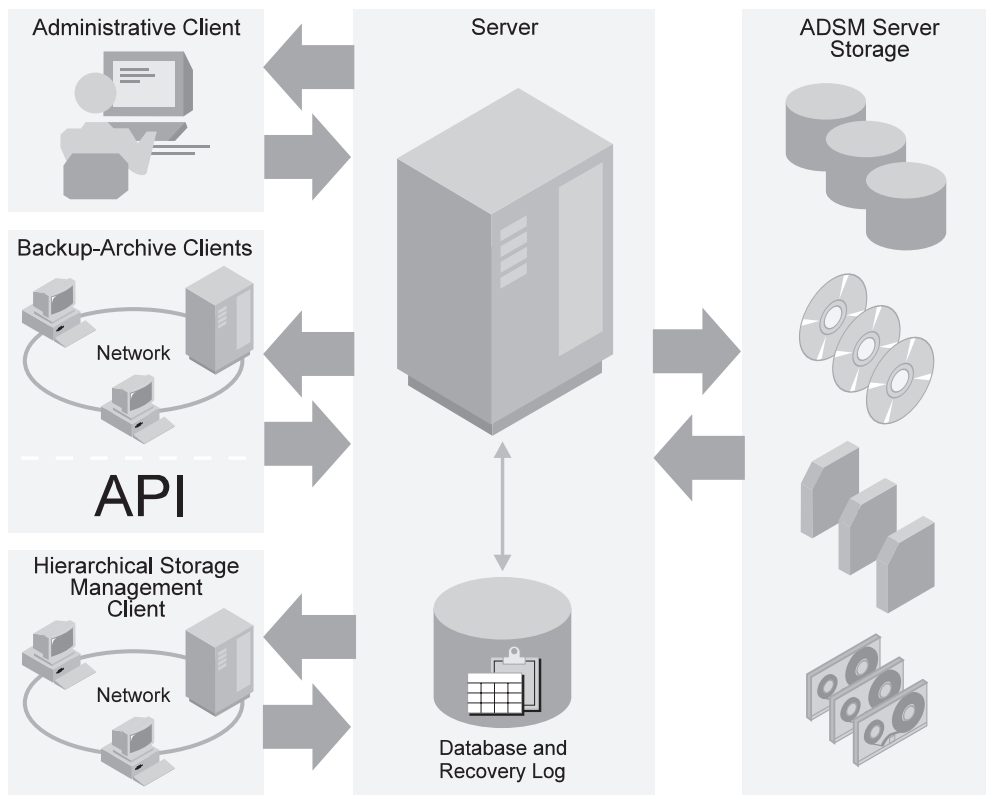 Administrative Client
Server
ADSM Server
Storage
Backup-Archive Clients
Network
API
Hierarchical Storage
Management
Client
Network
Database and
Recovery Log